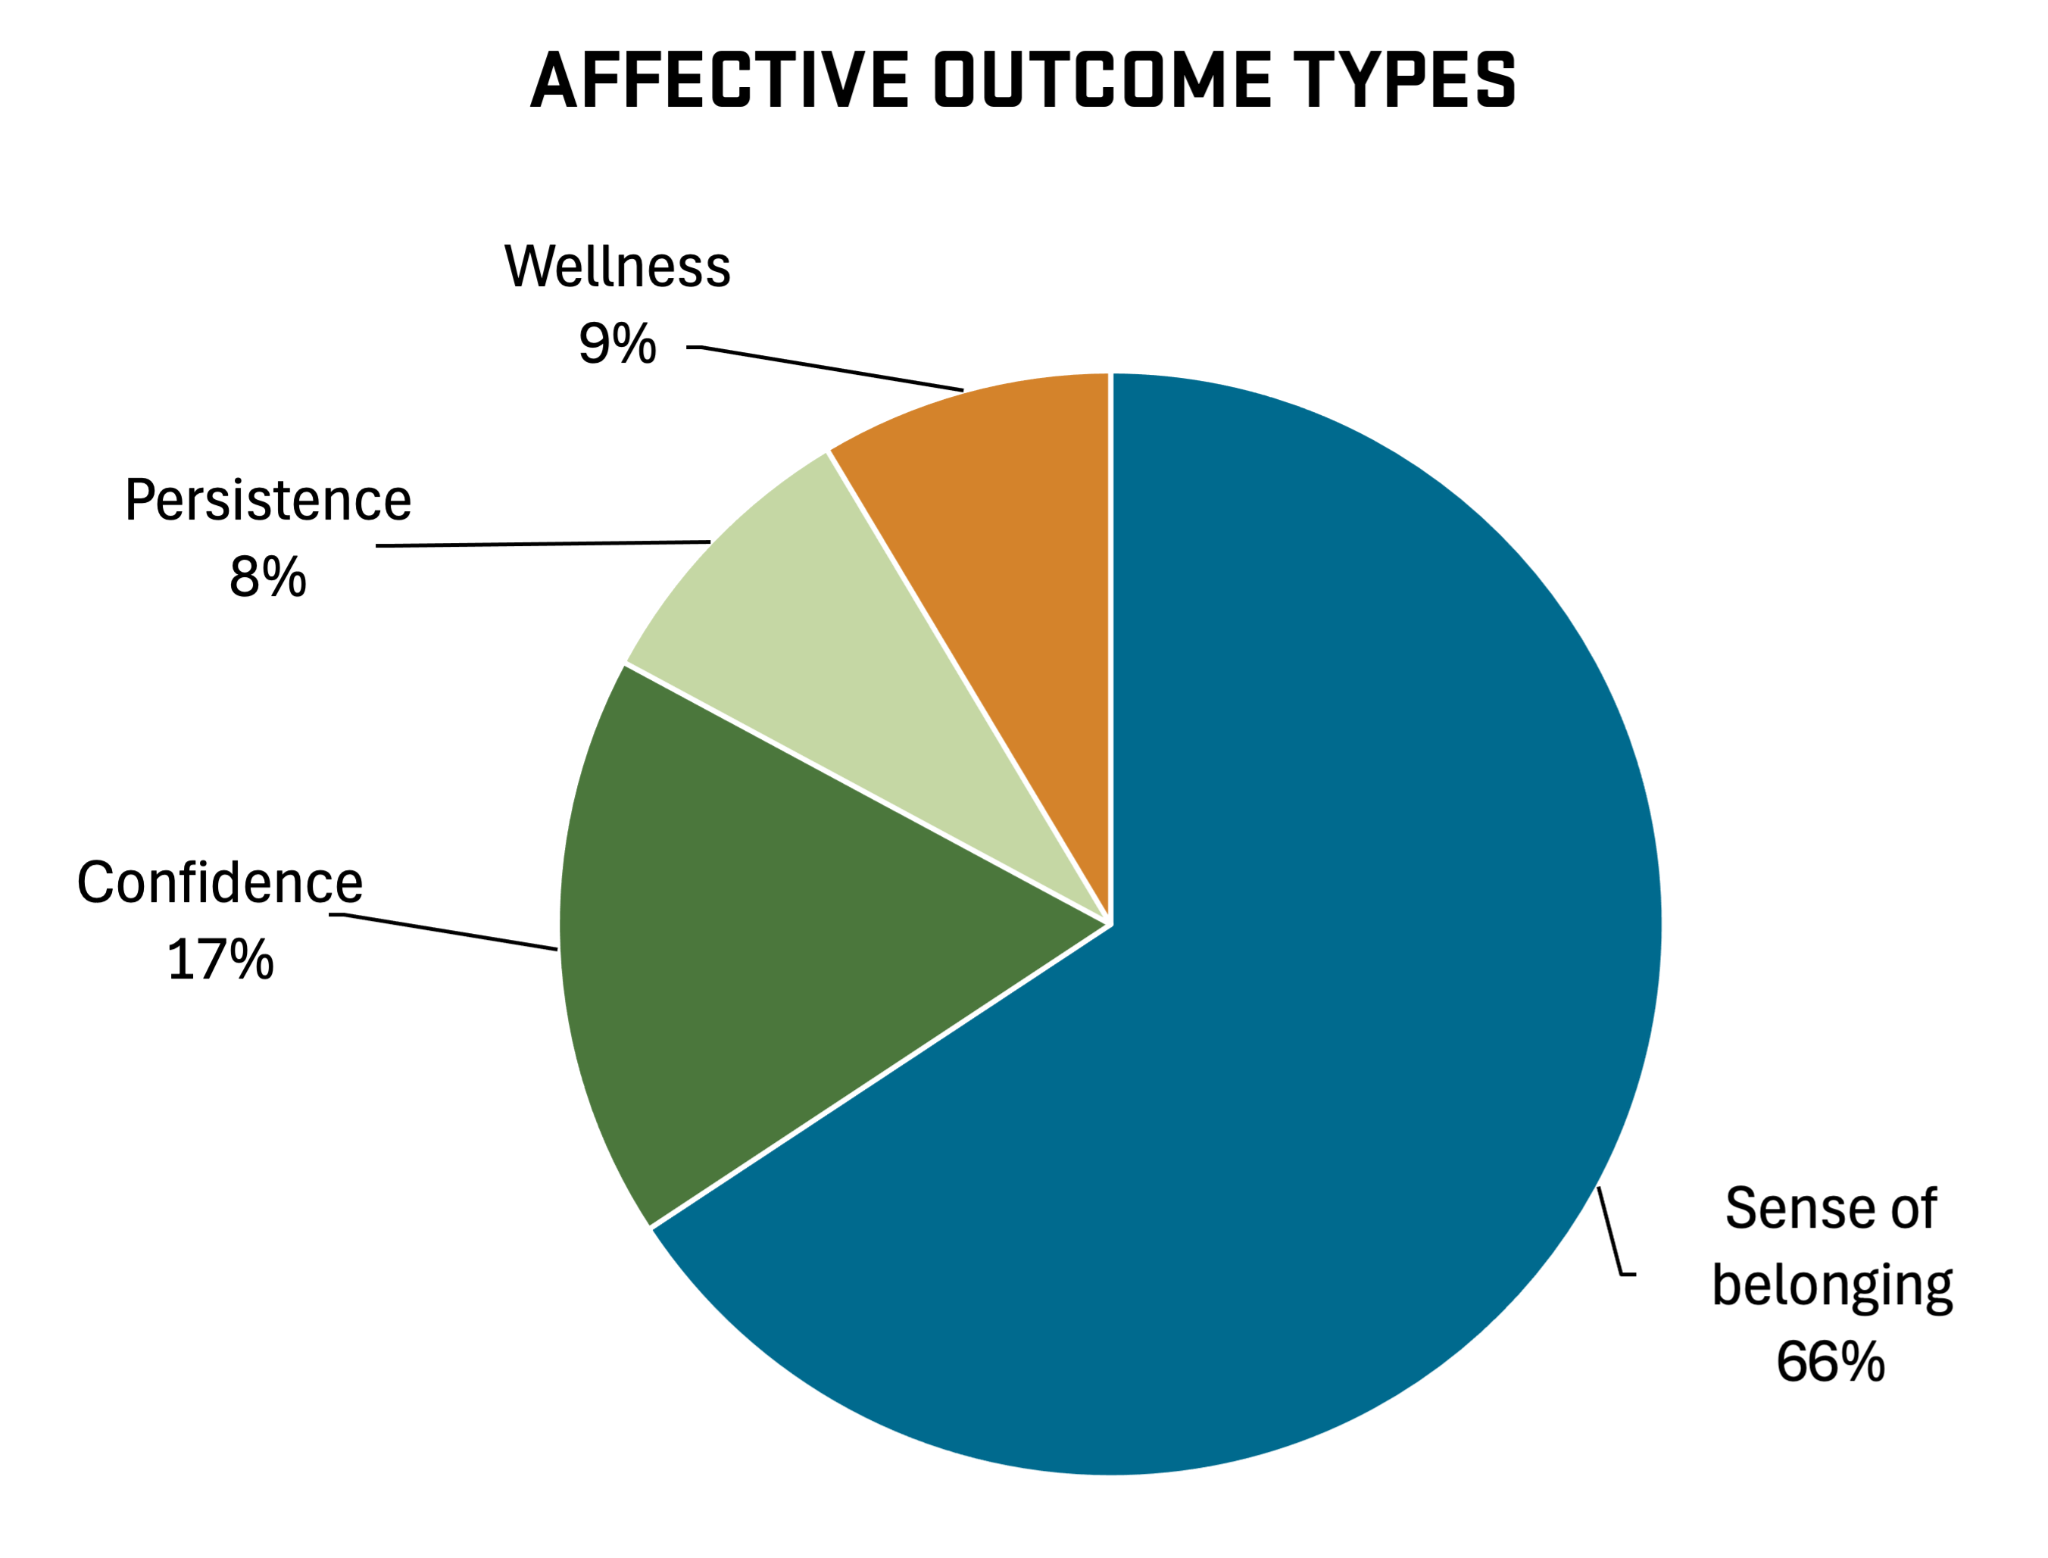 AFFECTIVE OUTCOME TYPES
Wellness
9%
Persistence
8%
Confidence
17%
Sense of
belonging
66%